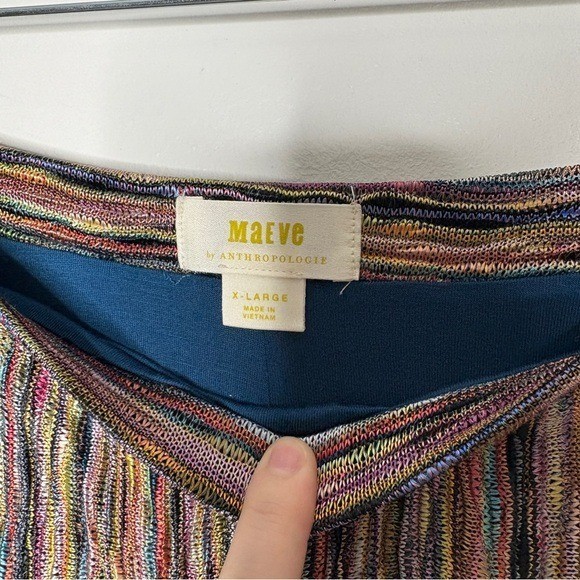 MAEVe
by ANTHROPOLOGIE
X-LARGE
MADE IN
VIETNAM